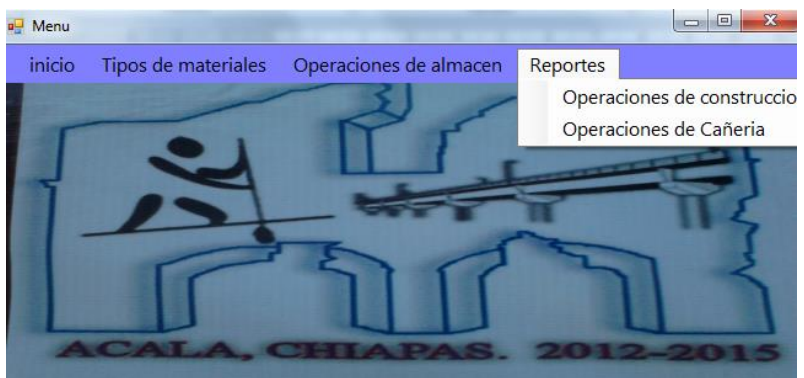 Menu
inicio Tipos de materiales Operaciones de almacen Reportes
Operaciones de construccio
Operaciones de Cañeria
ACALA, CHIAPAS. 2012-2015